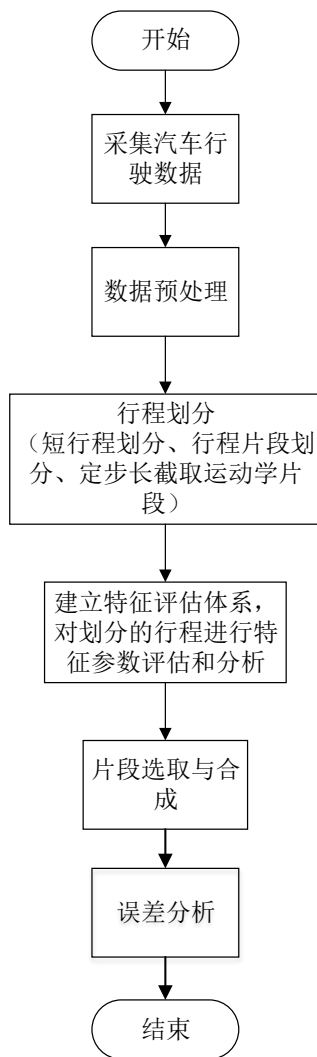 开始
采集汽车行
驶数据
数据预处理
行程划分
（短行程划分、行程片段划
分、定步长截取运动学片
段）
建立特征评估体系，
对划分的行程进行特
征参数评估和分析
片段选取与合
成
误差分析
结束